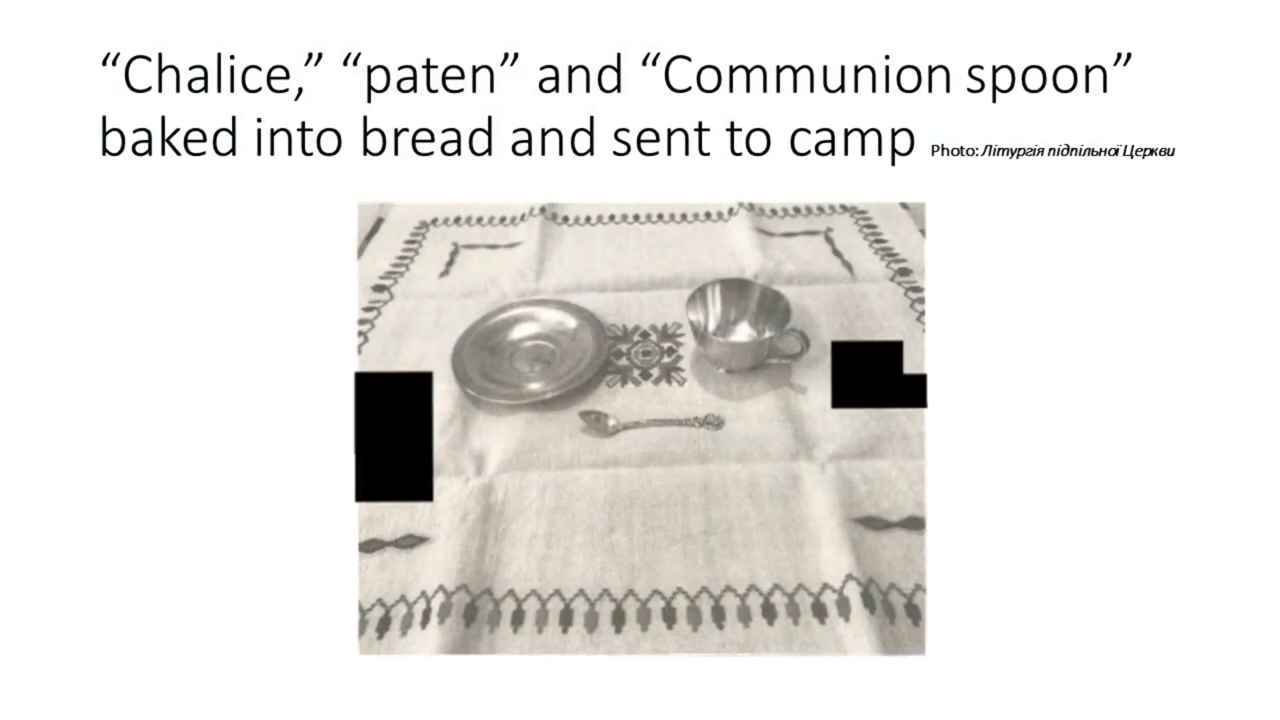 “Chalice,” “paten” and “Communion spoon”
baked into bread and sent to camp Photo: Літургія підпільної Церкви